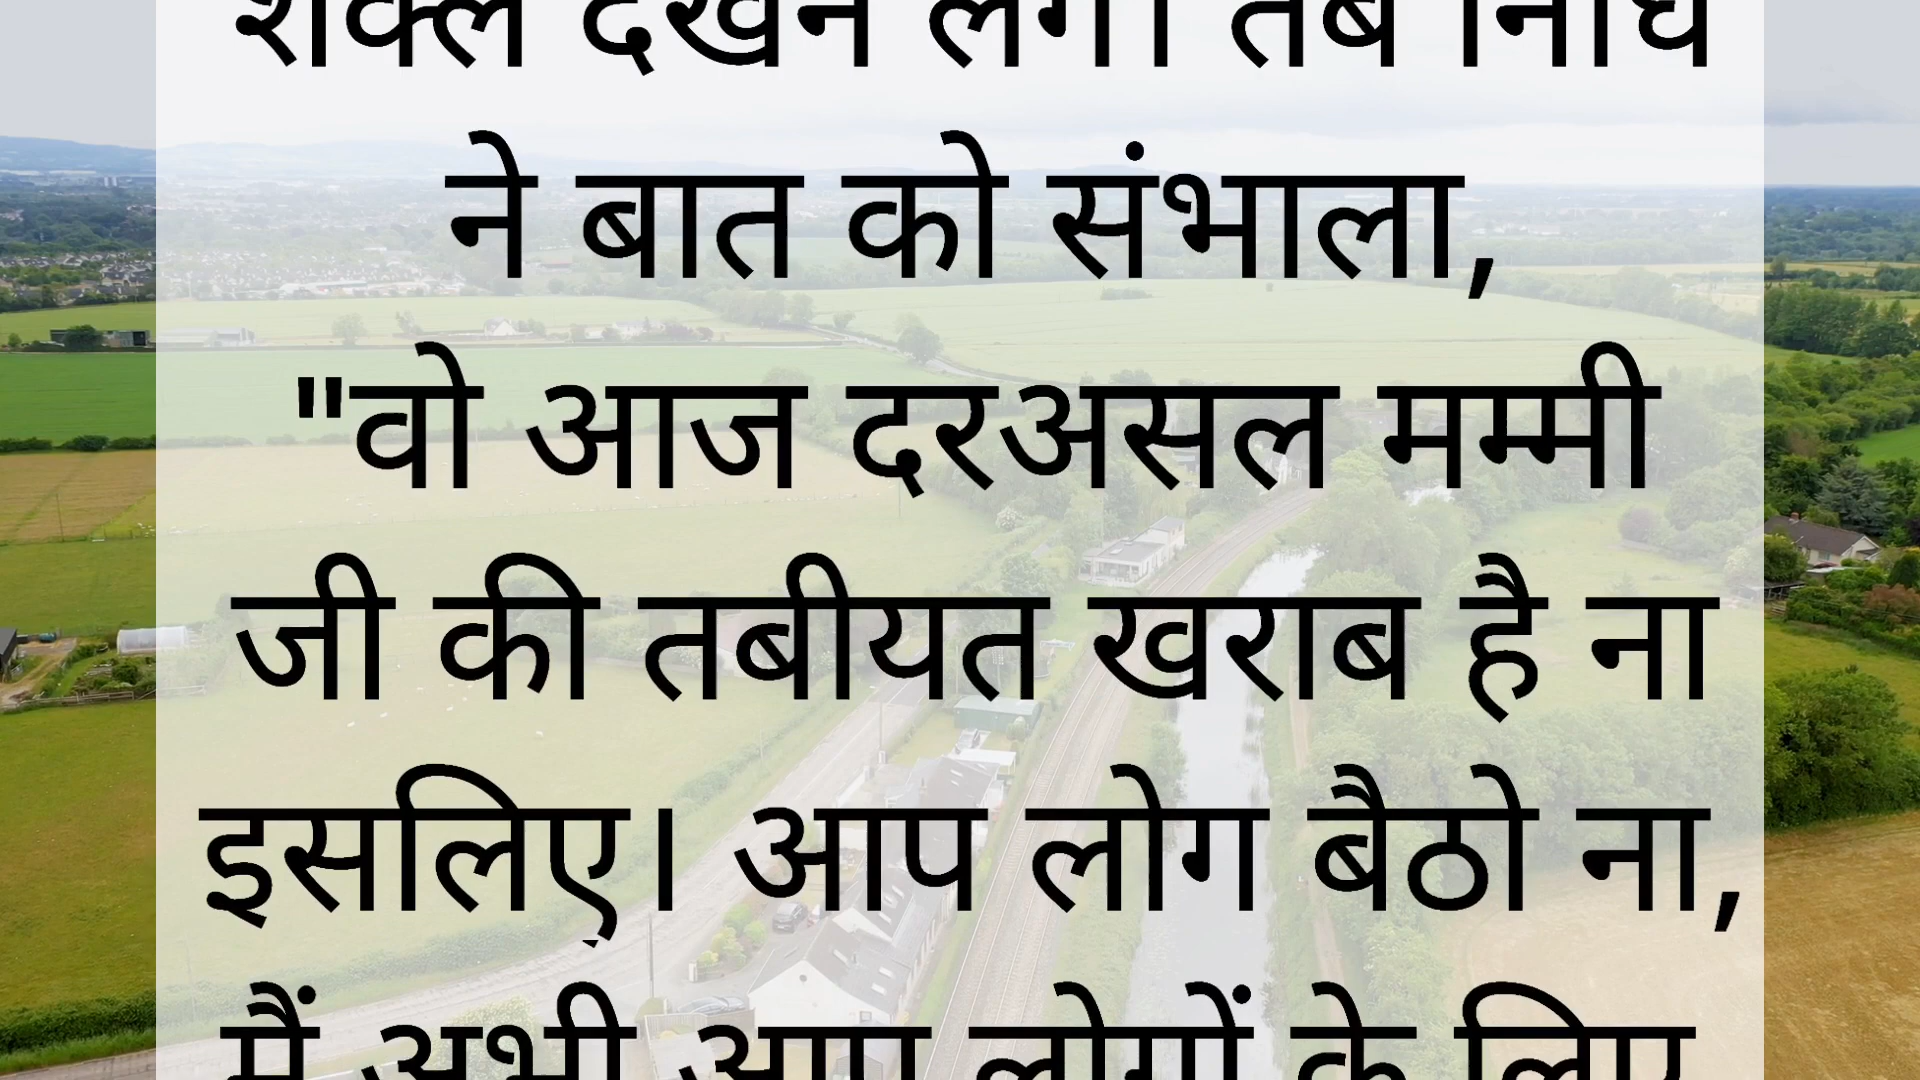 शक्ल देखने लगे। तब निधि
ने बात को संभाला,
"वो आज दरअसल मम्मी
जी की तबीयत खराब है ना
इसलिए। आप लोग बैठो ना,
मैं अभी आप लोगों के लिए